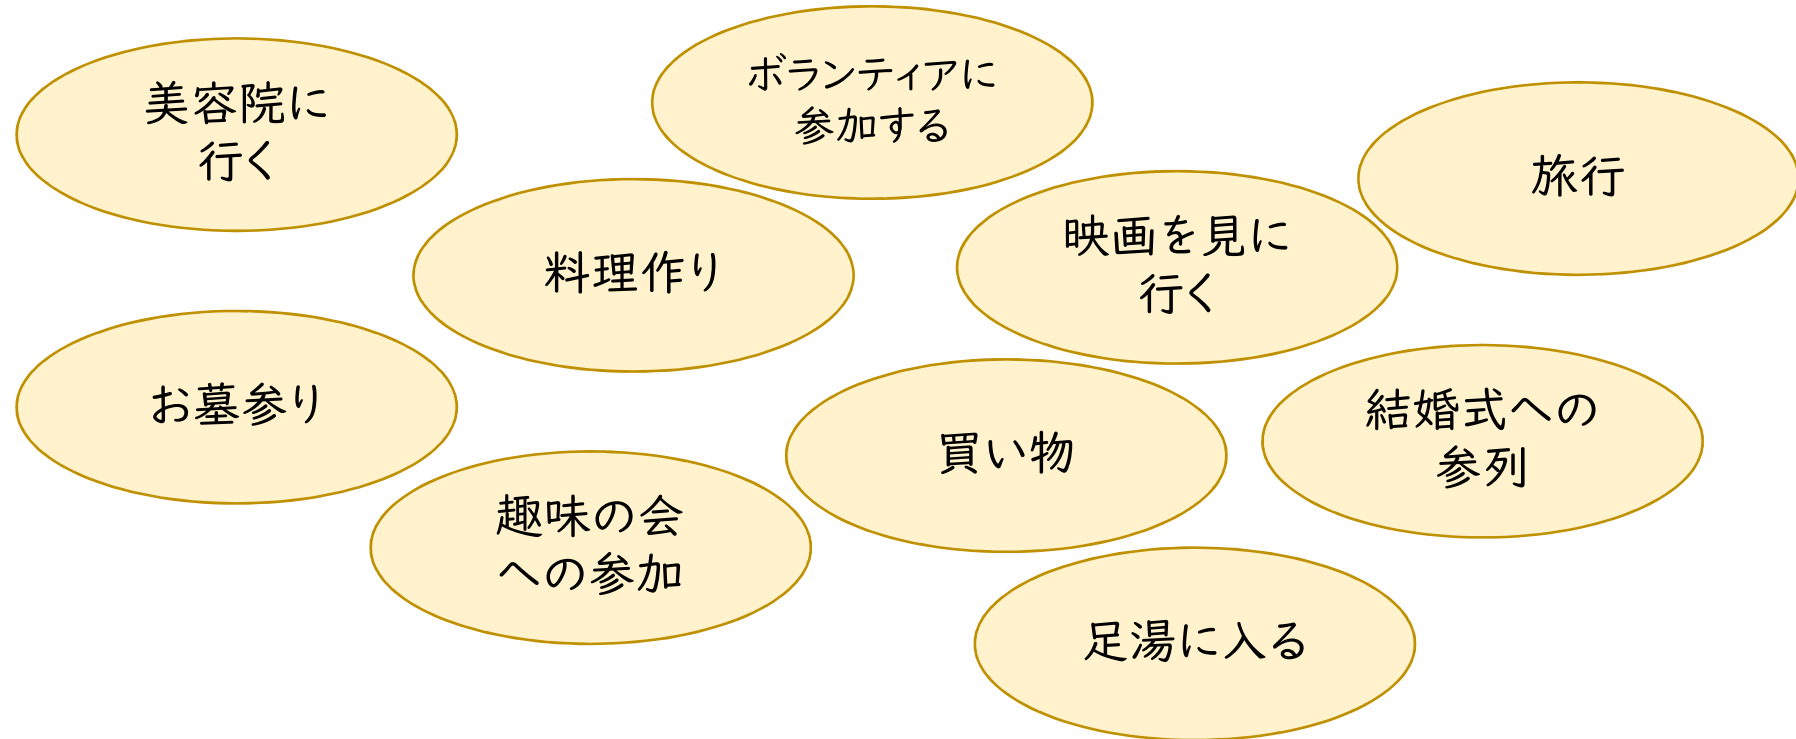 美容院に
行く
ボランティアに
参加する
旅行
料理作り
映画を見に
行く
お墓参り
買い物
結婚式への
参列
趣味の会
への参加
足湯に入る